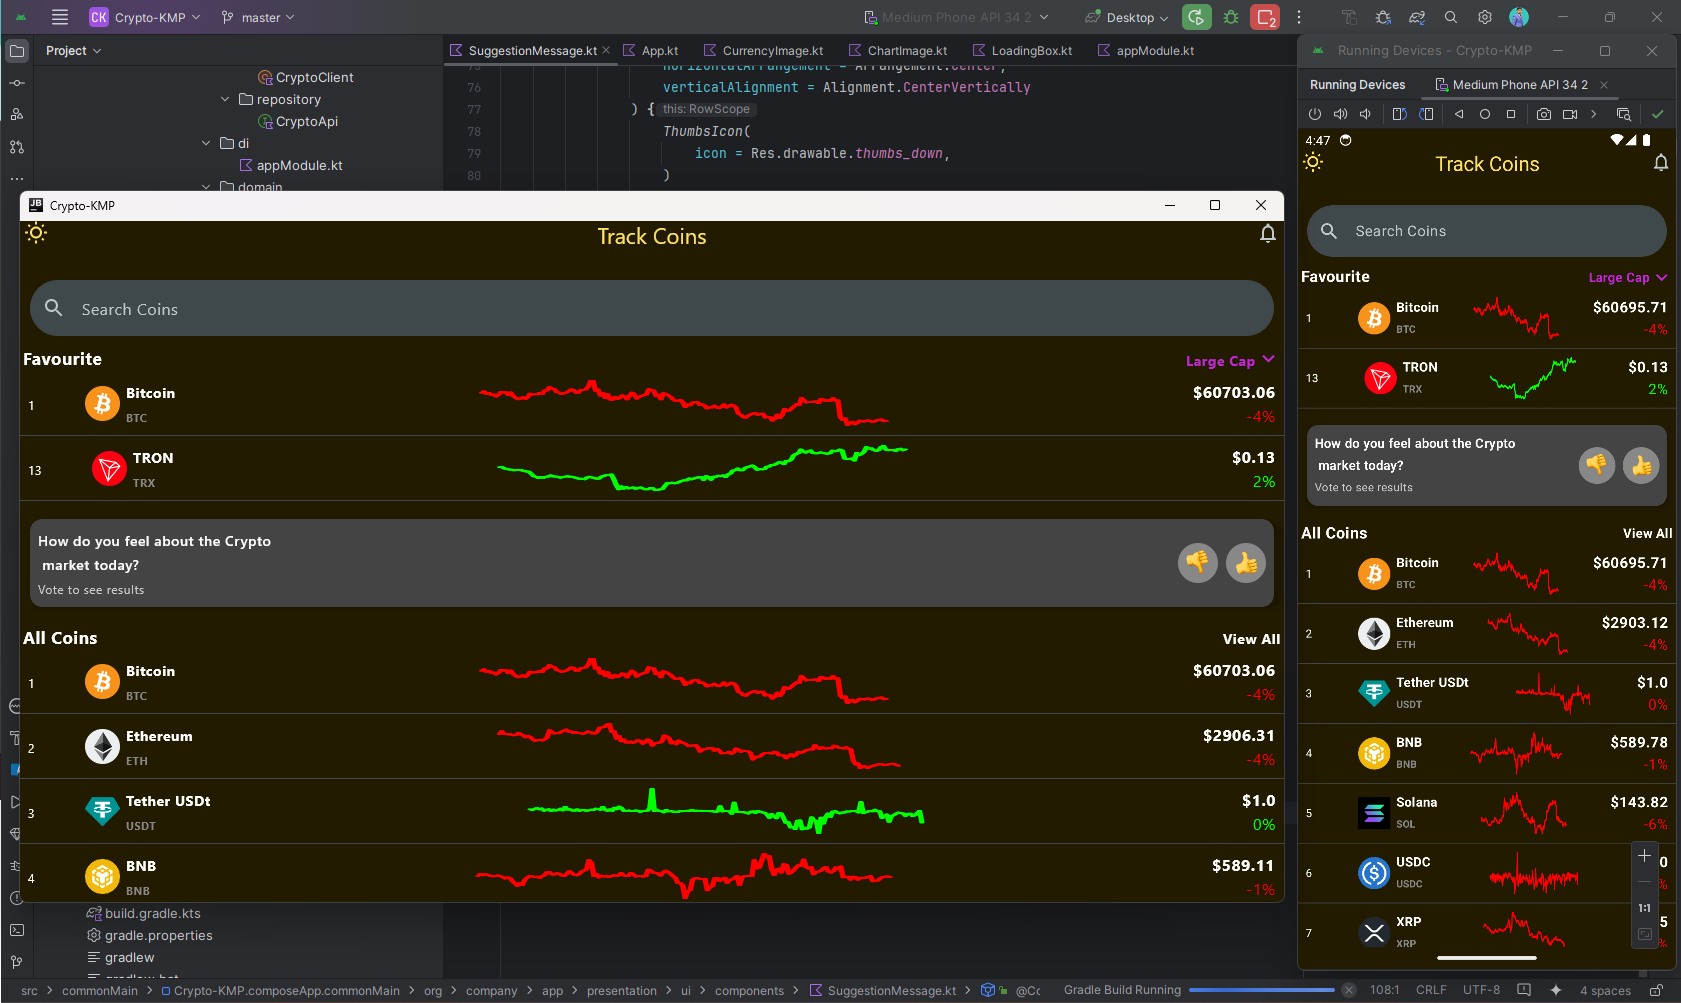 CK Crypto-KMP
master
Medium Phone API 34 2
Desktop
2
Project
SuggestionMessage.kt
App.kt
CurrencyImage.kt
ChartImage.kt
LoadingBox.kt
appModule.kt
CryptoClient
repository
CryptoApi
di
appModule.kt
domain
horizontalArrangement = Arrangement.Center,
76 verticalAlignment = Alignment.CenterVertically
77 ) { this: RowScope
78 ThumbsIcon(
79 icon = Res.drawable.thumbs_down,
80 )
JB Crypto-KMP
Track Coins
Search Coins
Favourite
Large Cap
1 Bitcoin $60703.06
BTC -4%
13 TRON $0.13
TRX 2%
How do you feel about the Crypto
market today?
Vote to see results
All Coins View All
1 Bitcoin $60703.06
BTC -4%
2 Ethereum $2906.31
ETH -4%
3 Tether USDt $1.0
USDT 0%
4 BNB $589.11
BNB -1%
build.gradle.kts
gradle.properties
gradlew
Running Devices - Crypto-KMP
Running Devices
Medium Phone API 34 2
4:47
Track Coins
Search Coins
Favourite
Large Cap
1 Bitcoin $60695.71
BTC -4%
13 TRON $0.13
TRX 2%
How do you feel about the Crypto
market today?
Vote to see results
All Coins View All
1 Bitcoin $60695.71
BTC -4%
2 Ethereum $2903.12
ETH -4%
3 Tether USDt $1.0
USDT 0%
4 BNB $589.78
BNB -1%
5 Solana $143.82
SOL -6%
6 USDC 0
USDC %
7 XRP 5
XRP %
1:1
src > commonMain > Crypto-KMP.composeApp.commonMain > org > company > app > presentation > ui > components > SuggestionMessage.kt > @Co
Gradle Build Running
108:1 CRLF UTF-8 4 spaces